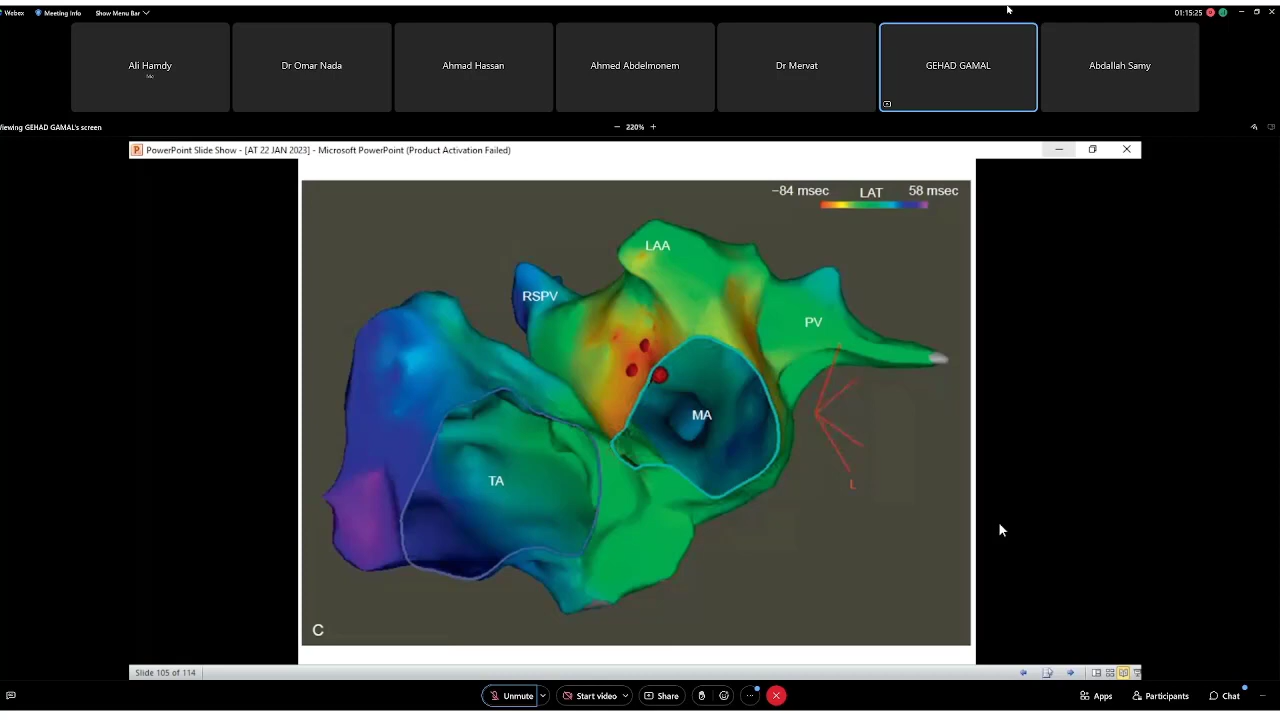 Webex Meeting Info Show Menu Bar 01:15:25
Ali Hamdy
Me
Dr Omar Nada
Ahmad Hassan
Ahmed Abdelmonem
Dr Mervat
GEHAD GAMAL
Abdallah Samy
iewing GEHAD GAMAL's screen
− 220% +
PowerPoint Slide Show - [AT 22 JAN 2023] - Microsoft PowerPoint (Product Activation Failed)
−84 msec LAT 58 msec
LAA
RSPV
PV
MA
TA
L
C
Slide 105 of 114
Unmute Start video Share Apps Participants Chat